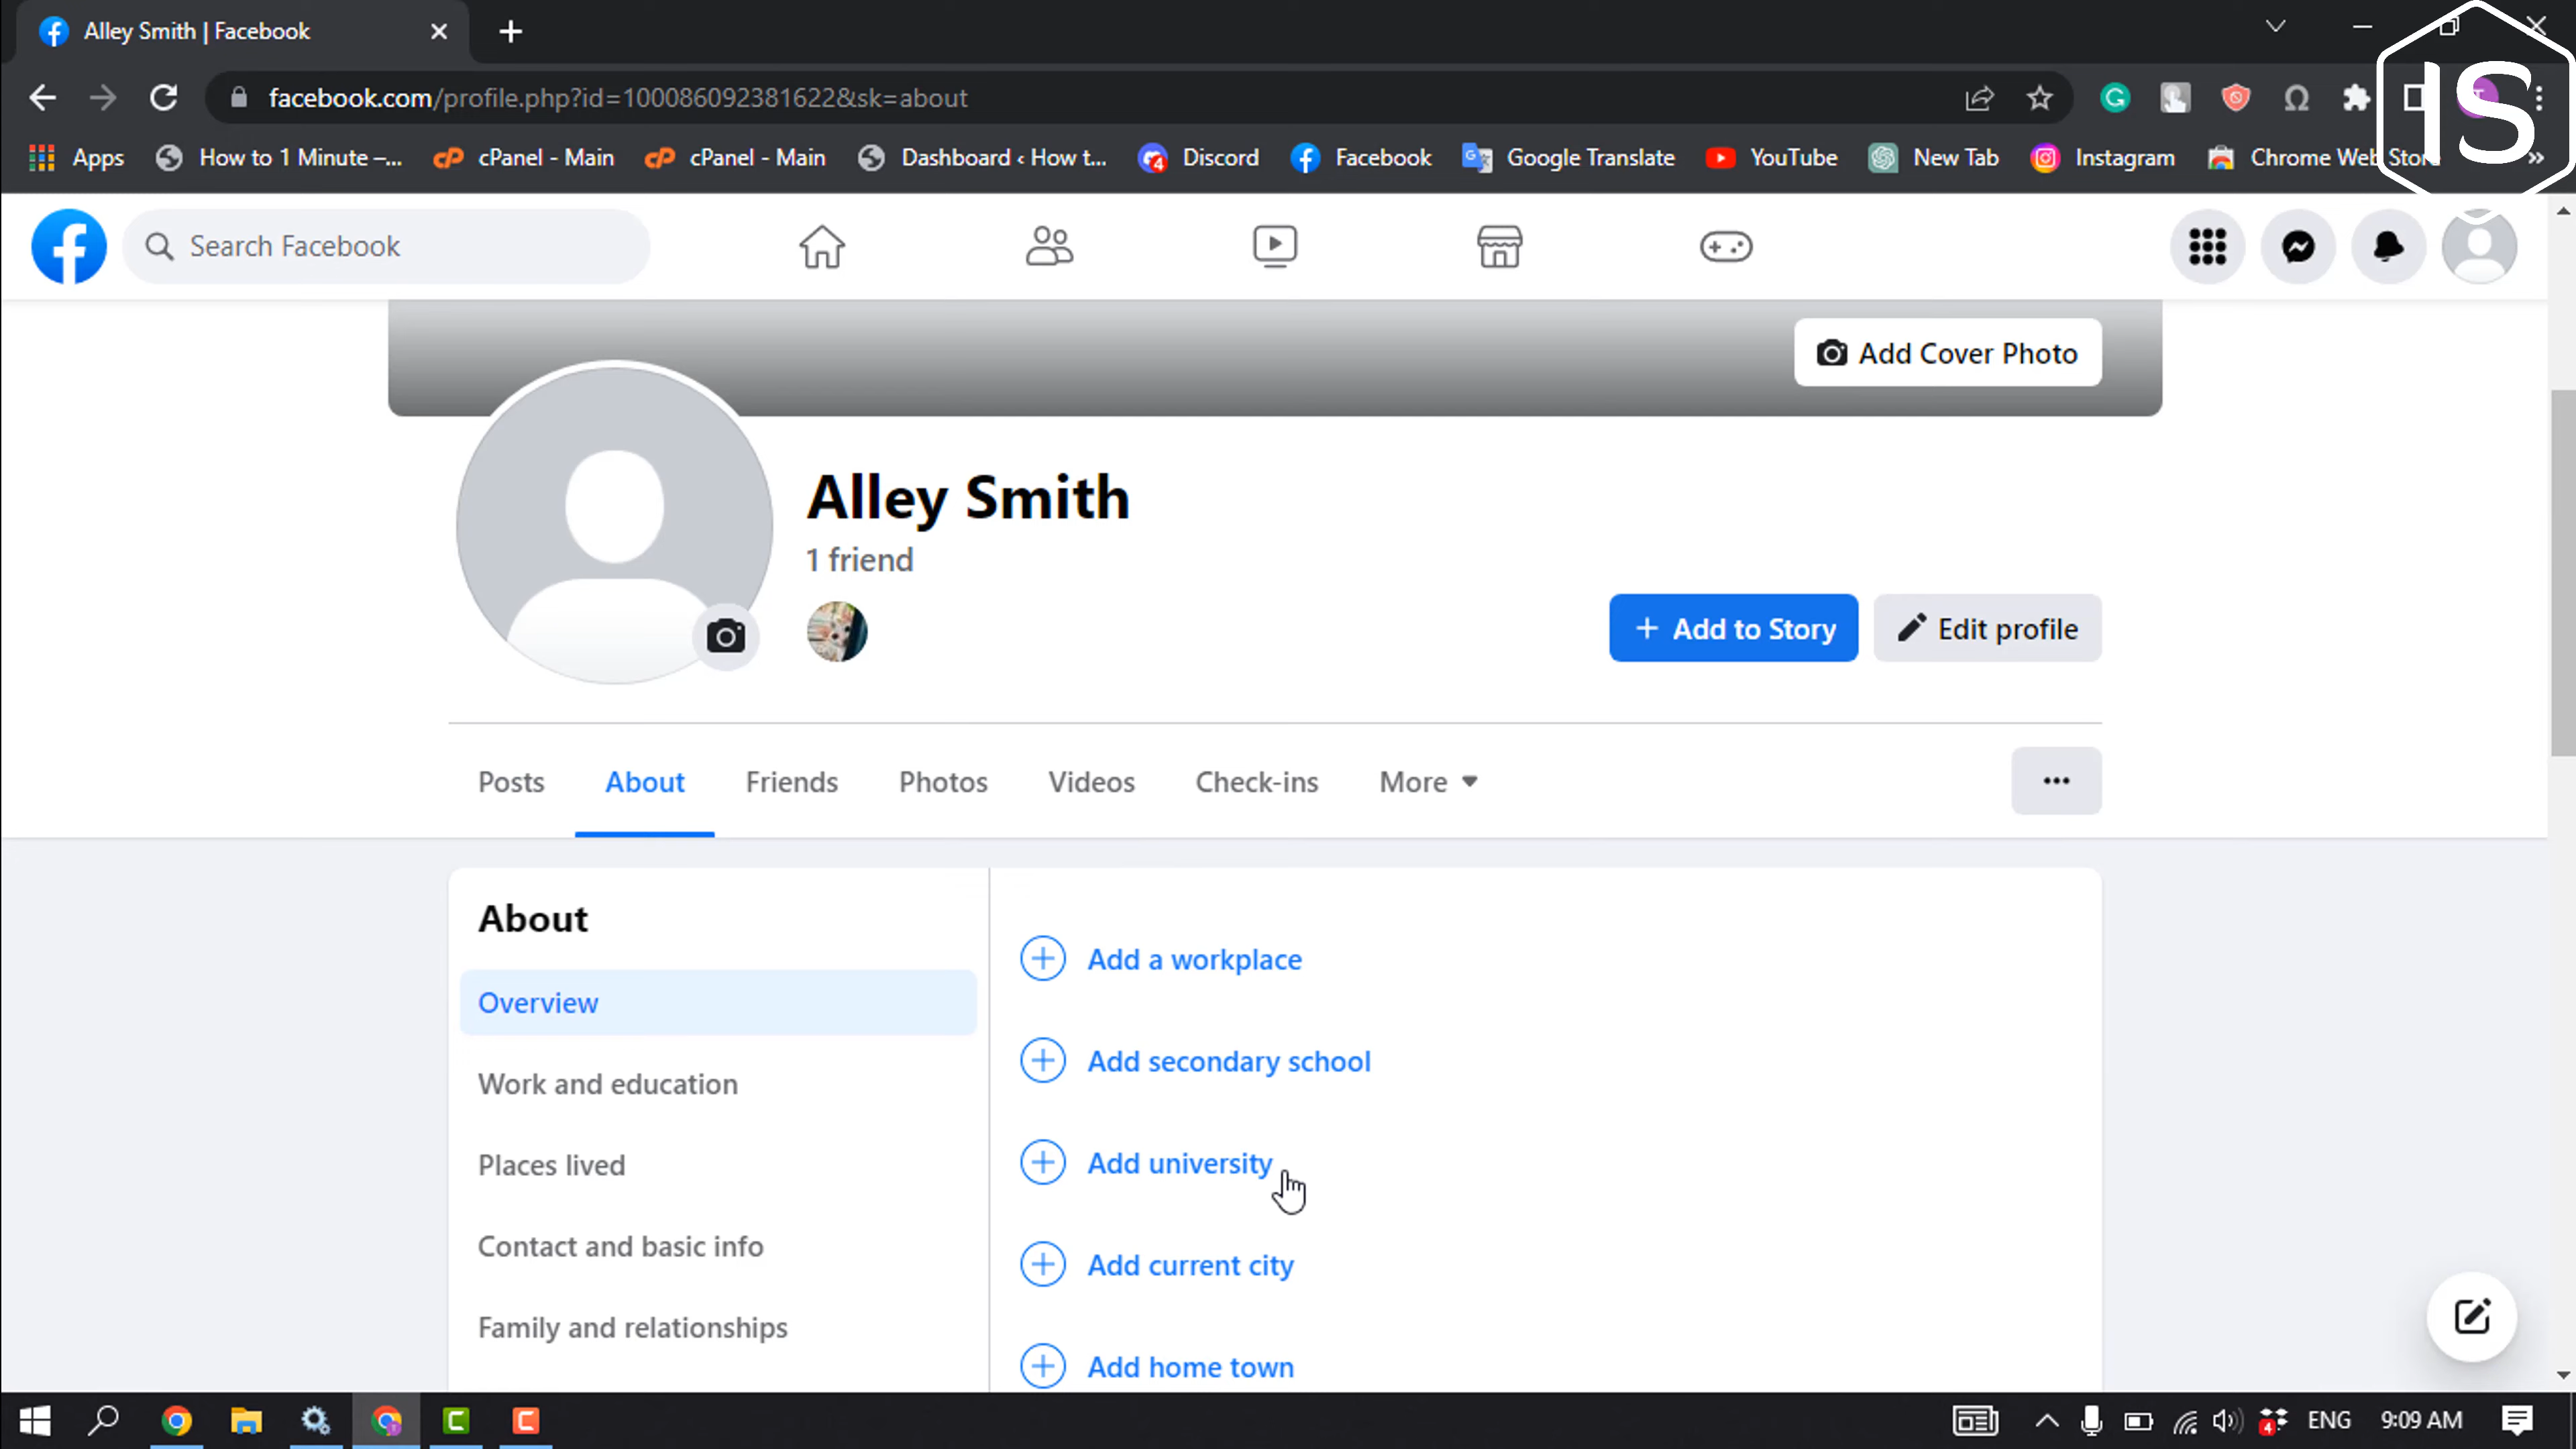 Alley Smith | Facebook
facebook.com/profile.php?id=100086092381622&sk=about
Apps How to 1 Minute –... cPanel - Main cPanel - Main Dashboard ‹ How t... Discord Facebook Google Translate YouTube New Tab Instagram Chrome Web Store »
IS
Search Facebook
Add Cover Photo
Alley Smith
1 friend
+ Add to Story Edit profile
Posts About Friends Photos Videos Check-ins More
About
Overview
Work and education
Places lived
Contact and basic info
Family and relationships
Add a workplace
Add secondary school
Add university
Add current city
Add home town
4 ENG 9:09 AM